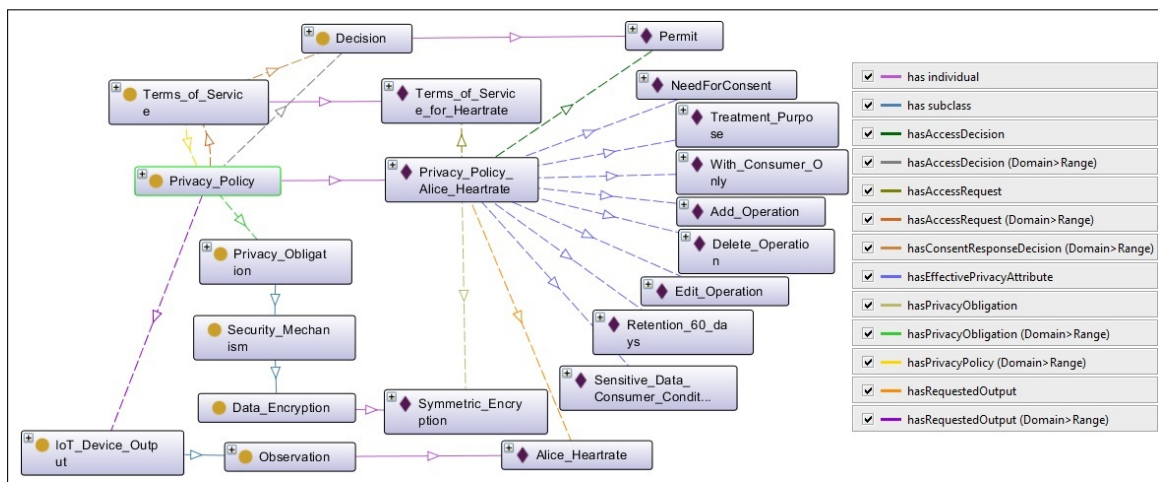 Decision
Permit
Terms_of_Servic
e
Terms_of_Servic
e_for_Heartrate
NeedForConsent
Treatment_Purpo
se
Privacy_Policy
Privacy_Policy_
Alice_Heartrate
With_Consumer_O
nly
Add_Operation
Delete_Operatio
n
Privacy_Obligat
ion
Edit_Operation
Security_Mechan
ism
Retention_60_da
ys
Sensitive_Data_
Consumer_Condit...
Data_Encryption
Symmetric_Encry
ption
IoT_Device_Outp
ut
Observation
Alice_Heartrate
has individual
has subclass
hasAccessDecision
hasAccessDecision (Domain>Range)
hasAccessRequest
hasAccessRequest (Domain>Range)
hasConsentResponseDecision (Domain>Range)
hasEffectivePrivacyAttribute
hasPrivacyObligation
hasPrivacyObligation (Domain>Range)
hasPrivacyPolicy (Domain>Range)
hasRequestedOutput
hasRequestedOutput (Domain>Range)